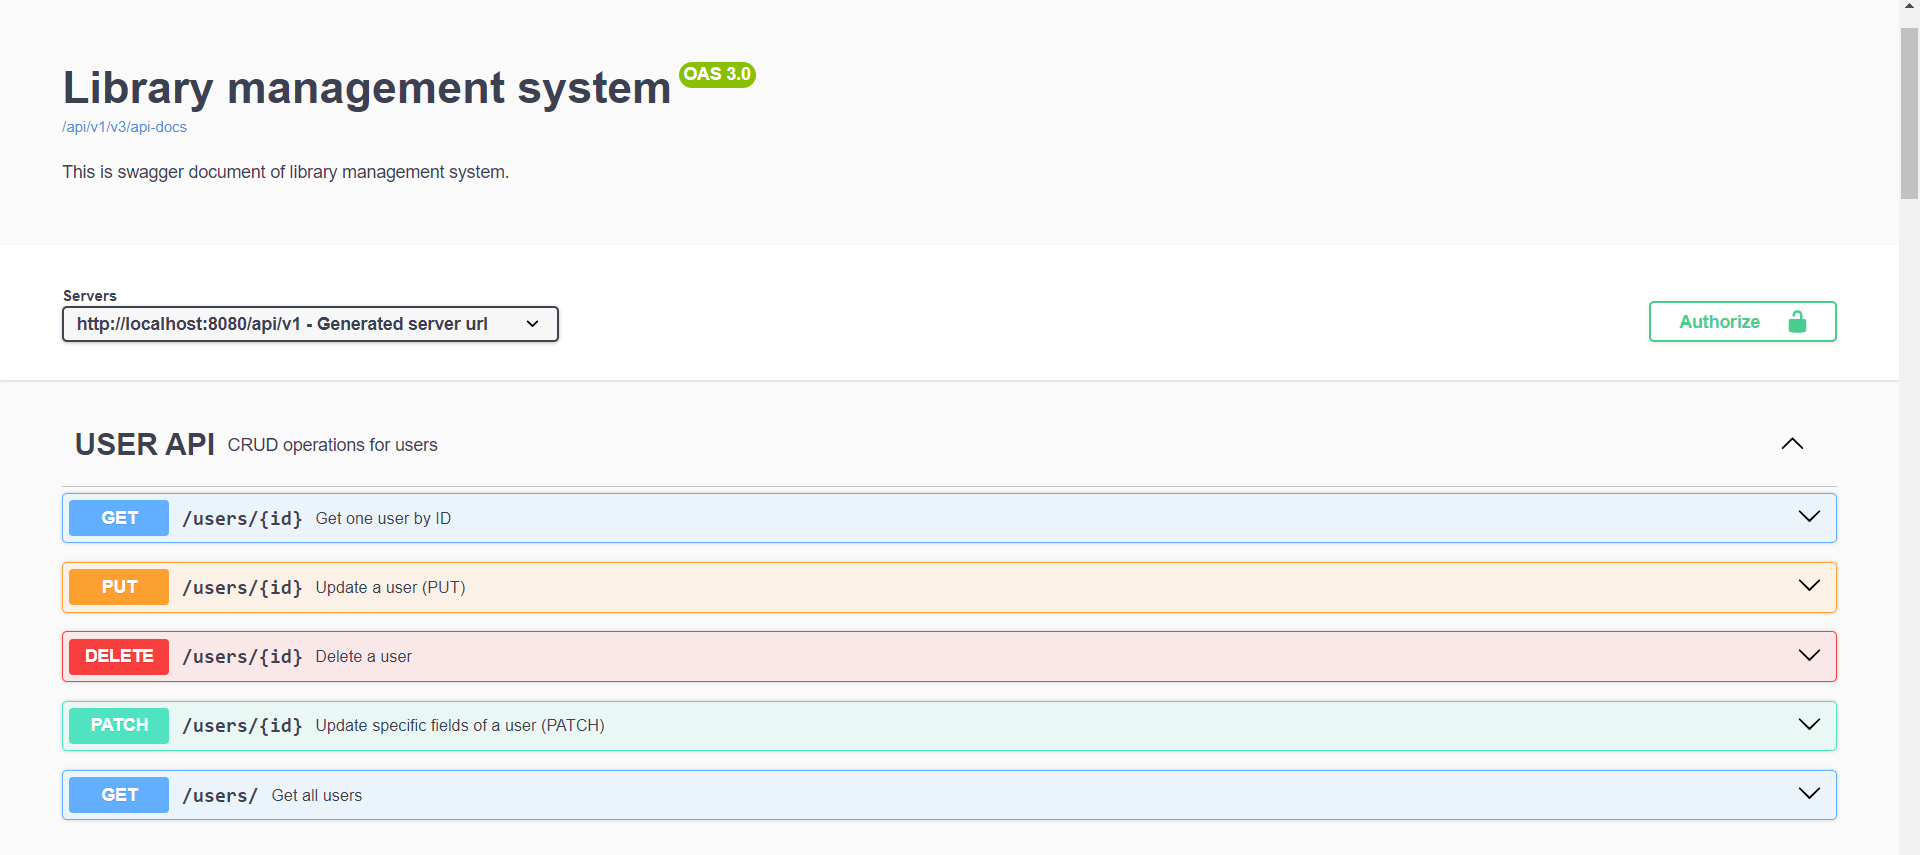 Library management system OAS 3.0
/api/v1/v3/api-docs
This is swagger document of library management system.
Servers
http://localhost:8080/api/v1 - Generated server url
Authorize
USER API CRUD operations for users
GET /users/{id} Get one user by ID
PUT /users/{id} Update a user (PUT)
DELETE /users/{id} Delete a user
PATCH /users/{id} Update specific fields of a user (PATCH)
GET /users/ Get all users